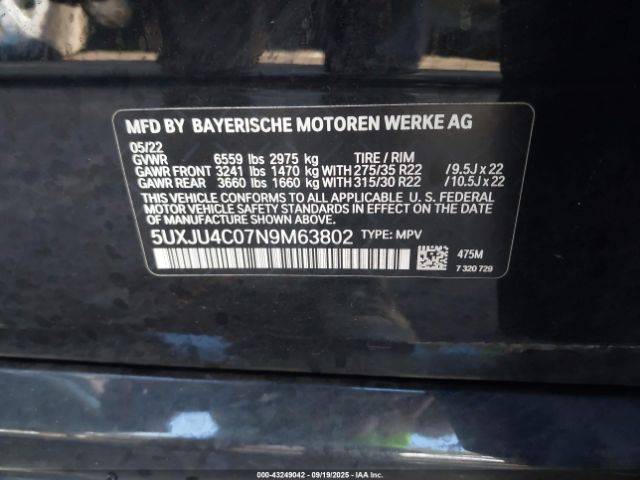 MFD BY BAYERISCHE MOTOREN WERKE AG
05/22
GVWR 6559 lbs 2975 kg TIRE / RIM
GAWR FRONT 3241 lbs 1470 kg WITH 275/35 R22 / 9.5J x 22
GAWR REAR 3660 lbs 1660 kg WITH 315/30 R22 / 10.5J x 22
THIS VEHICLE CONFORMS TO ALL APPLICABLE U. S. FEDERAL
MOTOR VEHICLE SAFETY STANDARDS IN EFFECT ON THE DATE
OF MANUFACTURE SHOWN ABOVE.
5UXJU4C07N9M63802 TYPE: MPV
475M
7 320 729
000-43249042 - 09/19/2025 - © IAA Inc.